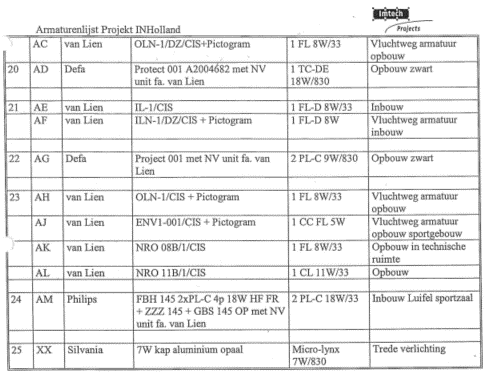 Imtech
Projects
Armaturenlijst Projekt INHolland
AC van Lien OLN-1/DZ/CIS+Pictogram 1 FL 8W/33 Vluchtweg armatuur
opbouw
20 AD Defa Protect 001 A2004682 met NV 1 TC-DE Opbouw zwart
unit fa. van Lien 18W/830
21 AE van Lien IL-1/CIS 1 FL-D 8W/33 Inbouw
AF van Lien ILN-1/DZ/CIS + Pictogram 1 FL-D 8W Vluchtweg armatuur
inbouw
22 AG Defa Project 001 met NV unit fa. van 2 PL-C 9W/830 Opbouw zwart
Lien
23 AH van Lien OLN-1/CIS + Pictogram 1 FL 8W/33 Vluchtweg armatuur
opbouw
AJ van Lien ENV1-001/CIS + Pictogram 1 CC FL 5W Vluchtweg armatuur
opbouw sportgebouw
AK van Lien NRO 08B/1/CIS 1 FL 8W/33 Opbouw in technische
ruimte
AL van Lien NRO 11B/1/CIS 1 CL 11W/33 Opbouw
24 AM Philips FBH 145 2xPL-C 4p 18W HF FR 2 PL-C 18W/33 Inbouw Luifel sportzaal
+ ZZZ 145 + GBS 145 OP met NV
unit fa. van Lien
25 XX Silvania 7W kap aluminium opaal Micro-lynx Trede verlichting
7W/830